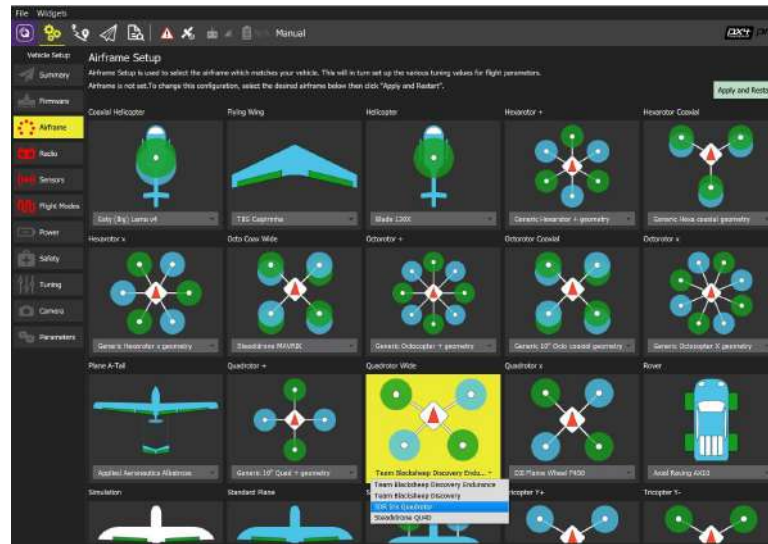 File Widgets
Manual
px4 pr
Vehicle Setup
Airframe Setup
Airframe Setup is used to select the airframe which matches your vehicle. This will in turn set up the various tuning values for flight parameters.
Airframe is not set.To change this configuration, select the desired airframe below then click "Apply and Restart".
Apply and Resta
Summary
Firmware
Airframe
Radio
Sensors
Flight Modes
Power
Safety
Tuning
Camera
Parameters
Coaxial Helicopter
Flying Wing
Helicopter
Hexarotor +
Hexarotor Coaxial
Esky (Big) Lama v4
TBS Caipirinha
Blade 130X
Generic Hexarotor + geometry
Generic Hexa coaxial geometry
Hexarotor x
Octo Coax Wide
Octorotor +
Octorotor Coaxial
Octorotor x
Generic Hexarotor x geometry
Steadidrone MAVRIK
Generic Octocopter + geometry
Generic 10" Octo coaxial geometry
Generic Octocopter X geometry
Plane A-Tail
Quadrotor +
Quadrotor Wide
Quadrotor x
Rover
Applied Aeronautics Albatross
Generic 10" Quad + geometry
Team Blacksheep Discovery Endu...
DJI Flame Wheel F450
Axial Racing AX10
Team Blacksheep Discovery Endurance
Team Blacksheep Discovery
3DR Iris Quadrotor
Steadidrone QU4D
Simulation
Standard Plane
Tricopter Y+
Tricopter Y-